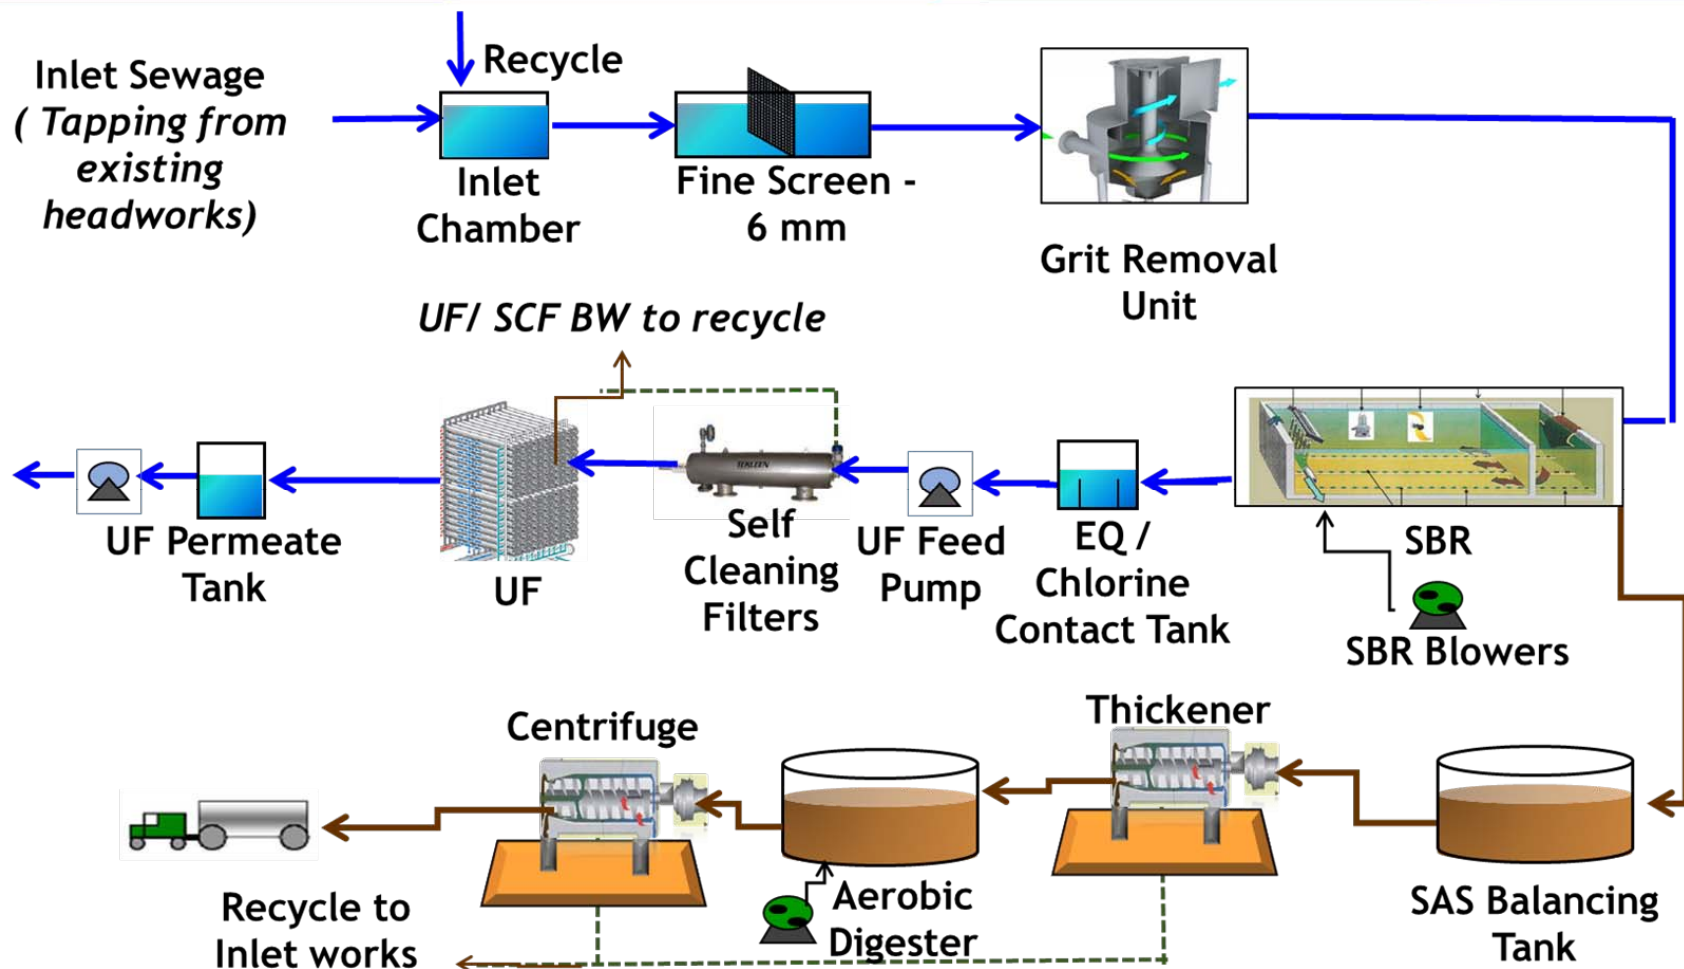 Recycle
Inlet Sewage
( Tapping from
existing
headworks)
Inlet
Chamber
Fine Screen -
6 mm
Grit Removal
Unit
UF/ SCF BW to recycle
UF Permeate
Tank
UF
Self
Cleaning
Filters
UF Feed
Pump
EQ /
Chlorine
Contact Tank
SBR
SBR Blowers
Centrifuge
Thickener
Recycle to
Inlet works
Aerobic
Digester
SAS Balancing
Tank